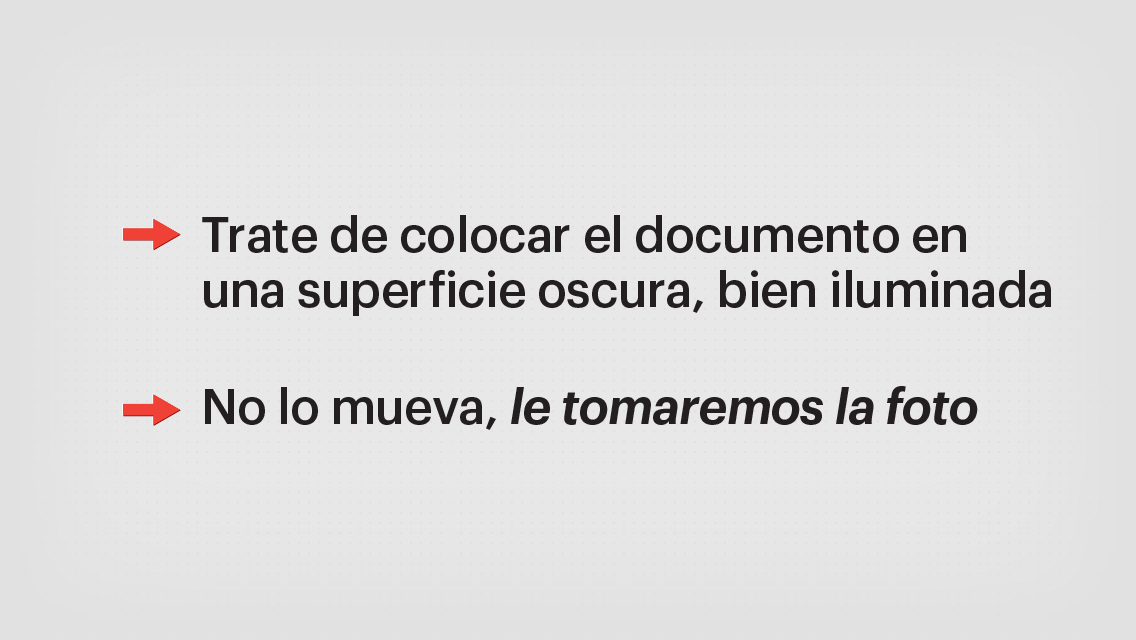 Trate de colocar el documento en
una superficie oscura, bien iluminada
No lo mueva, le tomaremos la foto